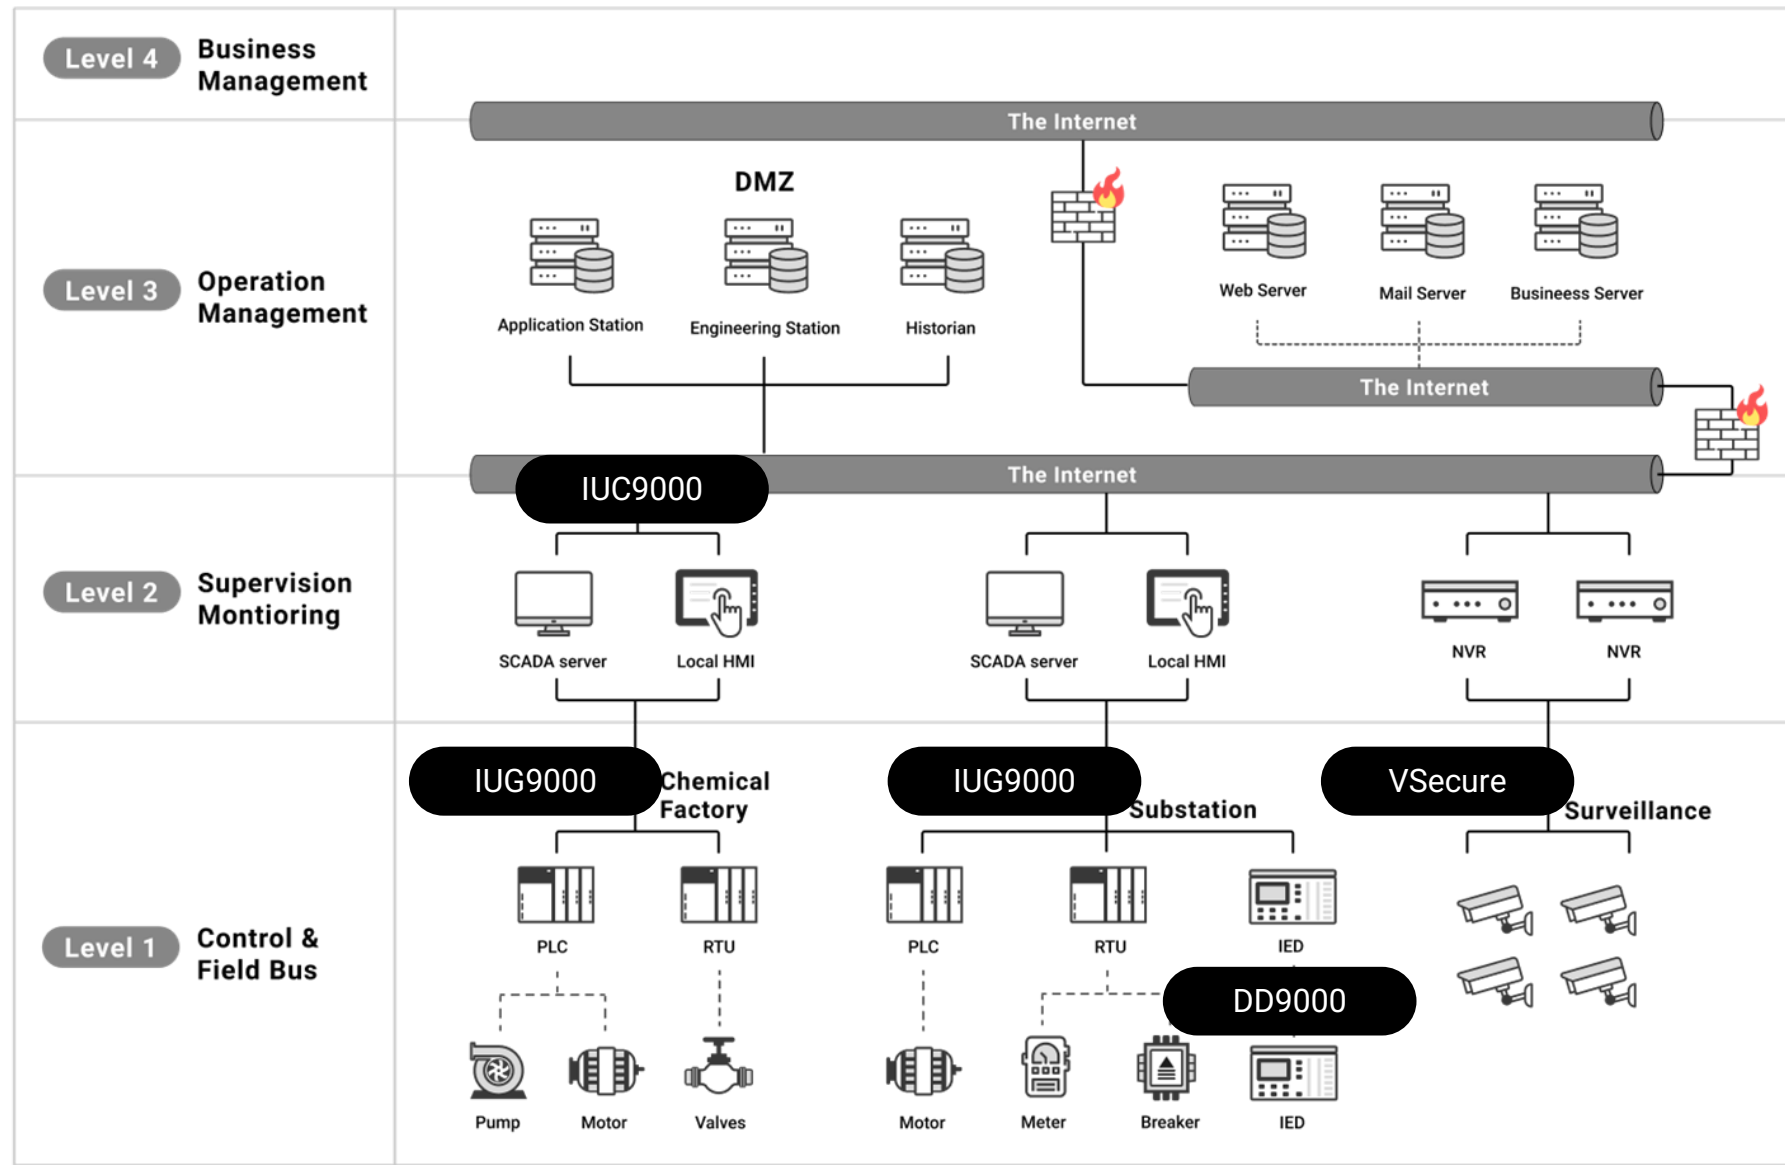 Level 4
Business
Management
The Internet
DMZ
Level 3
Operation
Management
Application Station
Engineering Station
Historian
Web Server
Mail Server
Busineess Server
The Internet
The Internet
IUC9000
Level 2
Supervision
Montioring
SCADA server
Local HMI
SCADA server
Local HMI
NVR
NVR
IUG9000
Chemical
Factory
IUG9000
Substation
VSecure
Surveillance
Level 1
Control &
Field Bus
PLC
RTU
PLC
RTU
IED
DD9000
Pump
Motor
Valves
Motor
Meter
Breaker
IED